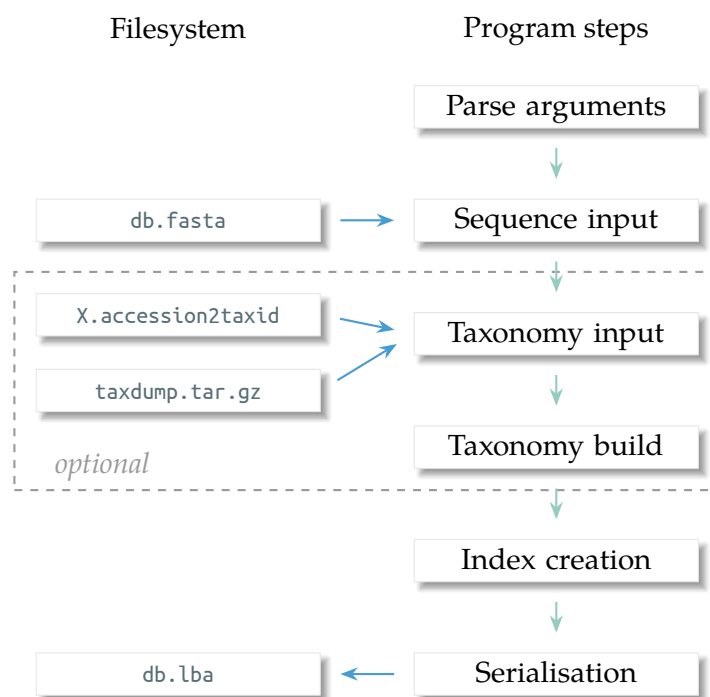 Filesystem Program steps
Parse arguments
db.fasta Sequence input
X.accession2taxid
Taxonomy input
taxdump.tar.gz
Taxonomy build
optional
Index creation
db.lba Serialisation